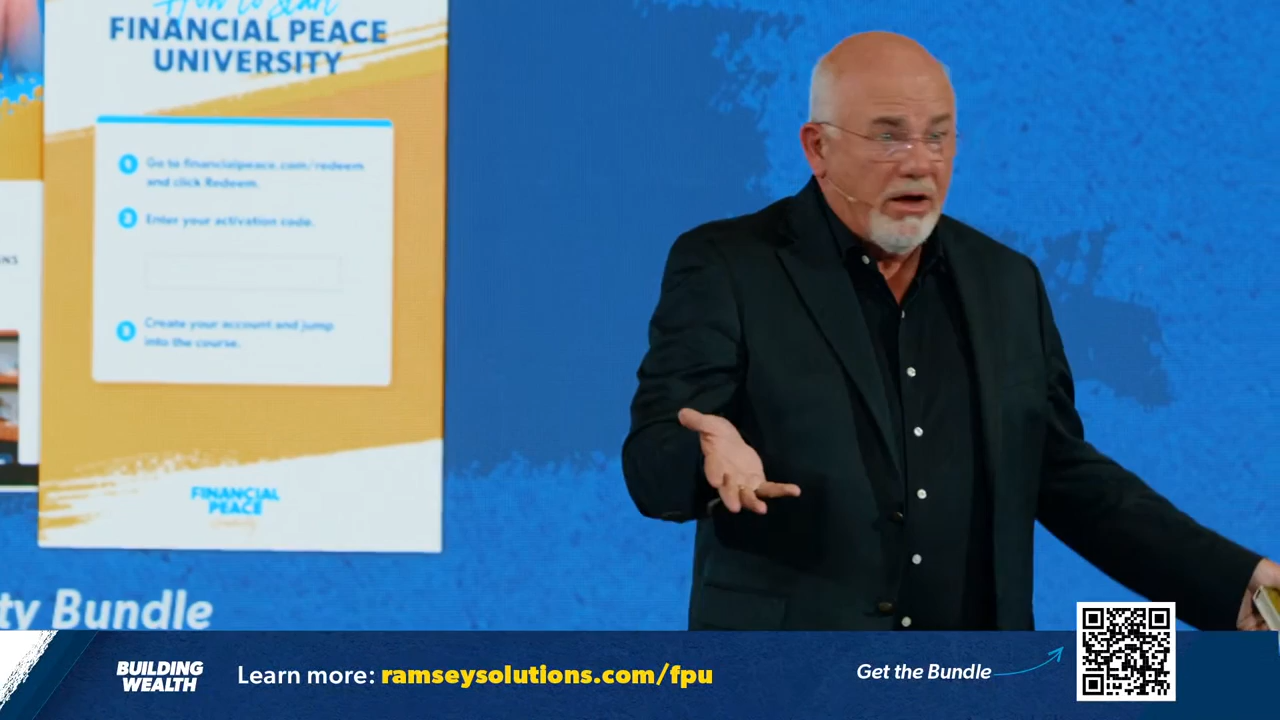 How to Start
FINANCIAL PEACE
UNIVERSITY
1 Go to financialpeace.com/redeem
and click Redeem.
2 Enter your activation code.
3 Create your account and jump
into the course.
FINANCIAL
PEACE
University
NS
ty Bundle
BUILDING
WEALTH
Learn more: ramseysolutions.com/fpu
Get the Bundle